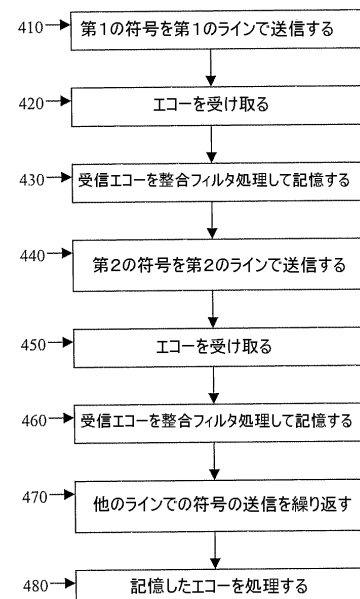 410 第1の符号を第1のラインで送信する
420 エコーを受け取る
430 受信エコーを整合フィルタ処理して記憶する
440 第2の符号を第2のラインで送信する
450 エコーを受け取る
460 受信エコーを整合フィルタ処理して記憶する
470 他のラインでの符号の送信を繰り返す
480 記憶したエコーを処理する